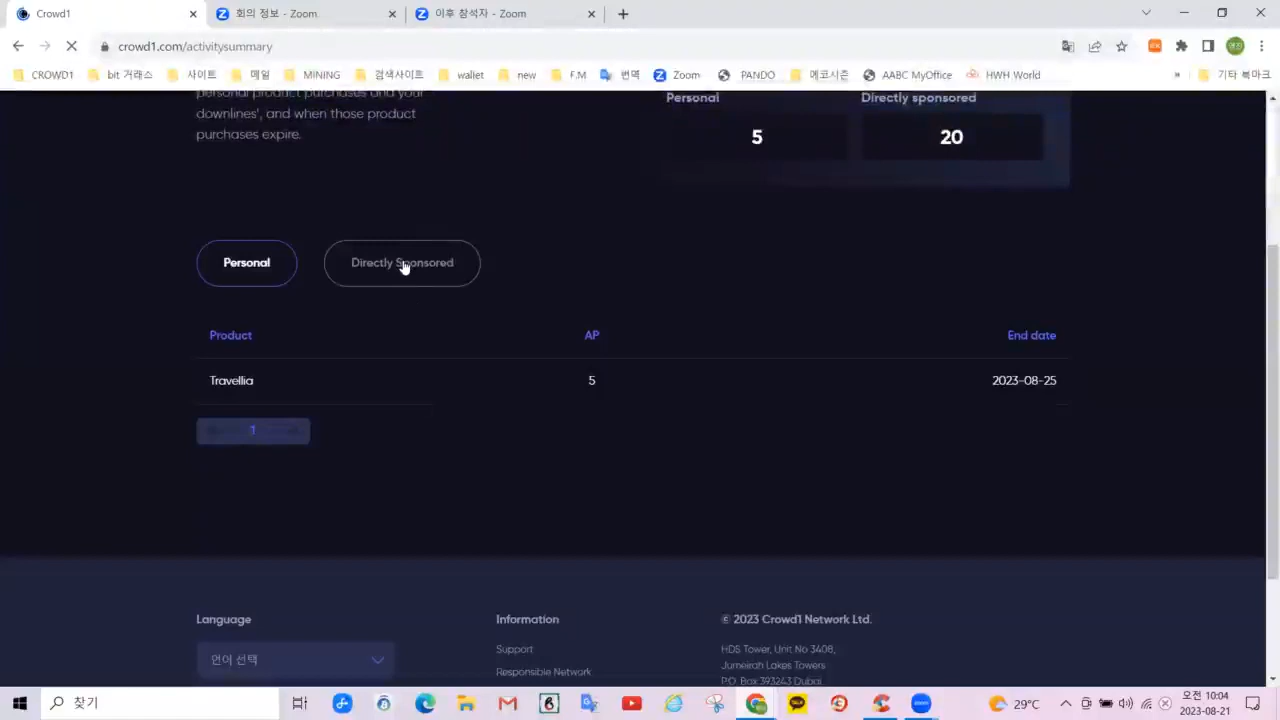 Crowd1
회의 정보 - Zoom
이후 참석자 - Zoom
crowd1.com/activitysummary
CROWD1
bit 거래스
사이트
메일
MINING
검색사이트
wallet
new
F.M
번역
Zoom
PANDO
메코시즌
AABC MyOffice
HWH World
기타 북마크
personal product purchases and your
downlines', and when those product
purchases expire.
Personal
Directly sponsored
5
20
Personal
Directly Sponsored
Product
AP
End date
Travellia
5
2023-08-25
1
Language
Information
© 2023 Crowd1 Network Ltd.
언어 선택
Support
HDS Tower, Unit No 3408,
Jumeirah Lakes Towers
Responsible Network
P.O. Box 393243 Dubai
찾기
29°C
오전 10:04
2023-08-21